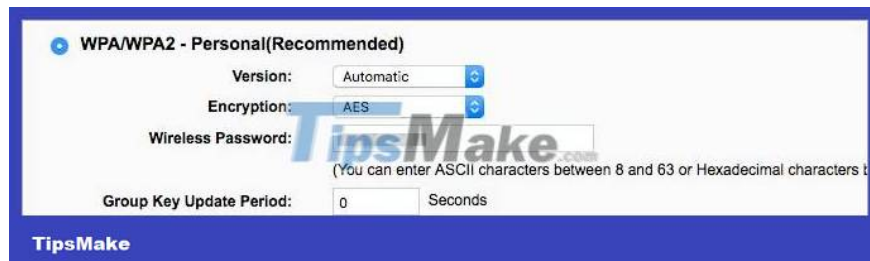 WPA/WPA2 - Personal(Recommended)
Version: Automatic
Encryption: AES
Wireless Password:
TipsMake.com
(You can enter ASCII characters between 8 and 63 or Hexadecimal characters
Group Key Update Period: 0 Seconds
TipsMake